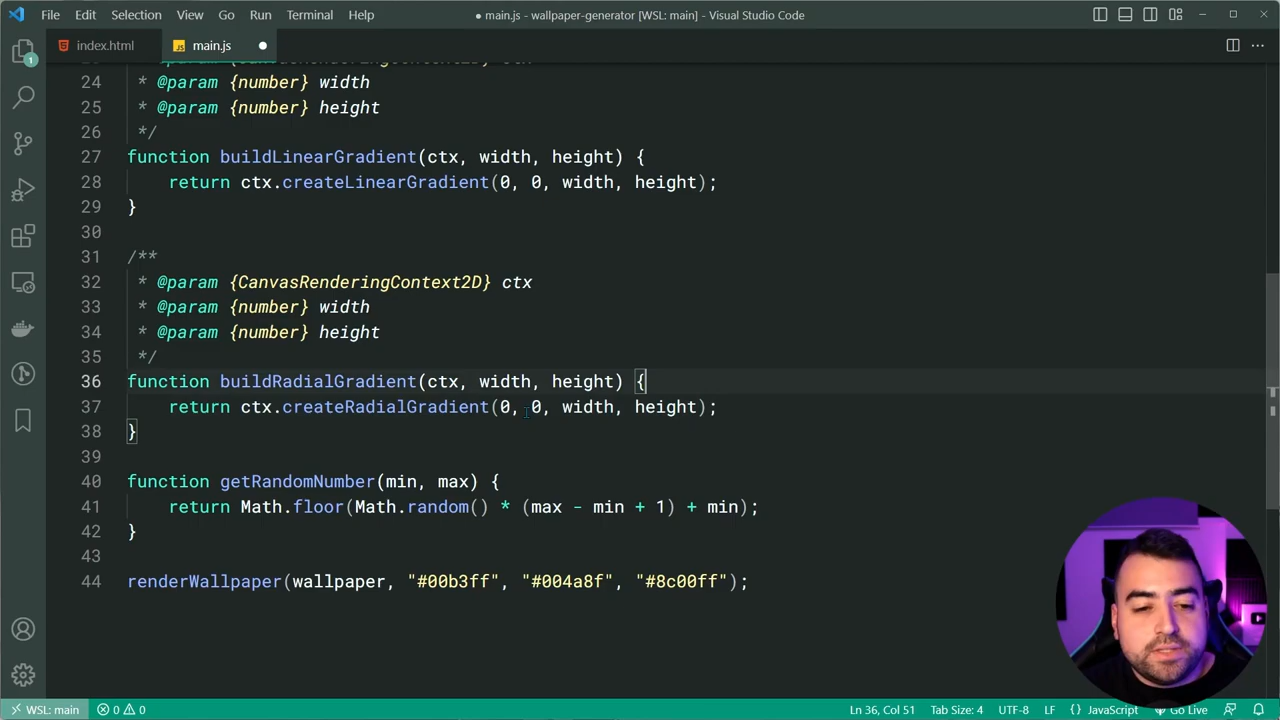 File Edit Selection View Go Run Terminal Help
● main.js - wallpaper-generator [WSL: main] - Visual Studio Code
index.html JS main.js ●
1
24 * @param {number} width
25 * @param {number} height
26 */
27 function buildLinearGradient(ctx, width, height) {
28 return ctx.createLinearGradient(0, 0, width, height);
29 }
30
31 /**
32 * @param {CanvasRenderingContext2D} ctx
33 * @param {number} width
34 * @param {number} height
35 */
36 function buildRadialGradient(ctx, width, height) {
37 return ctx.createRadialGradient(0, 0, width, height);
38 }
39
40 function getRandomNumber(min, max) {
41 return Math.floor(Math.random() * (max - min + 1) + min);
42 }
43
44 renderWallpaper(wallpaper, "#00b3ff", "#004a8f", "#8c00ff");
WSL: main 0 0 Ln 36, Col 51 Tab Size: 4 UTF-8 LF {} JavaScript Go Live